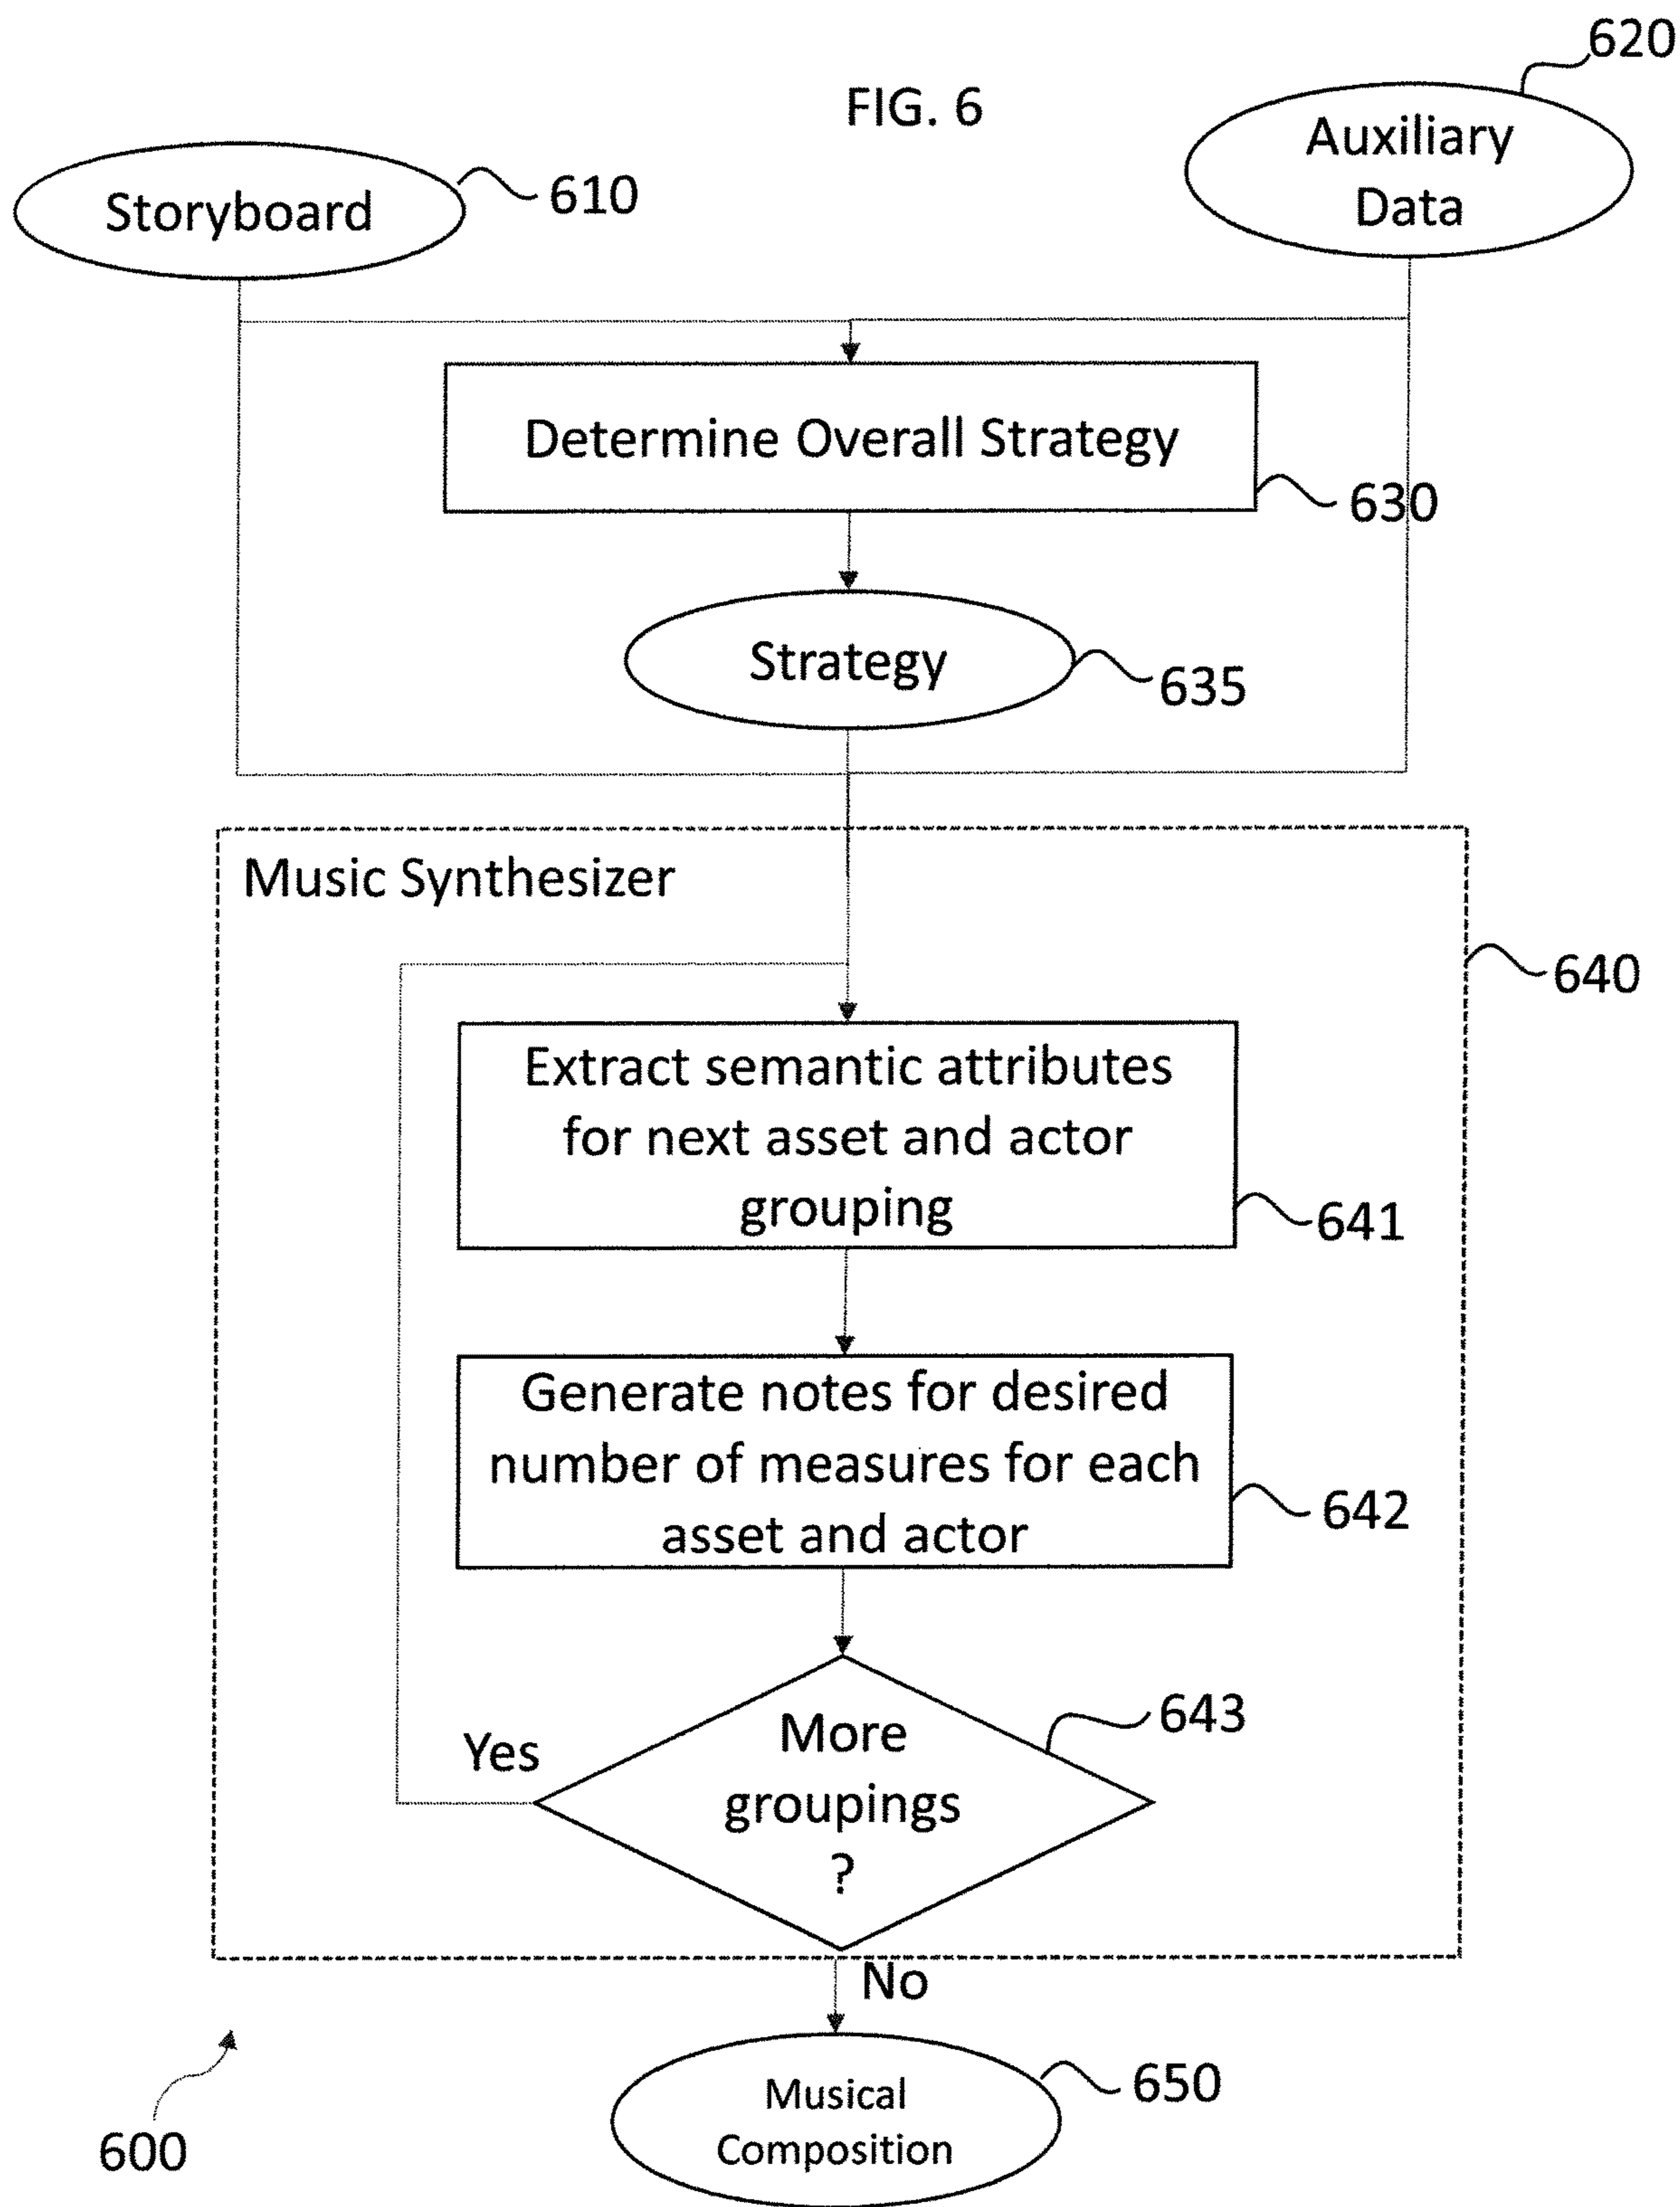 620
FIG. 6
Auxiliary
Data
Storyboard
610
Determine Overall Strategy
630
Strategy
635
Music Synthesizer
640
Extract semantic attributes
for next asset and actor
grouping
641
Generate notes for desired
number of measures for each
asset and actor
642
More
groupings
?
643
Yes
No
Musical
Composition
650
600